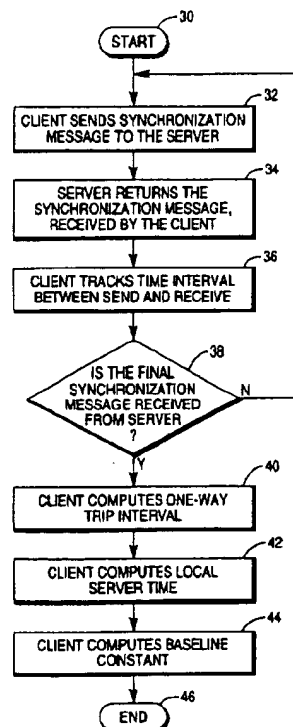 30
START
32
CLIENT SENDS SYNCHRONIZATION
MESSAGE TO THE SERVER
34
SERVER RETURNS THE
SYNCHRONIZATION MESSAGE,
RECEIVED BY THE CLIENT
36
CLIENT TRACKS TIME INTERVAL
BETWEEN SEND AND RECEIVE
38
IS THE FINAL
SYNCHRONIZATION
MESSAGE RECEIVED
FROM SERVER
?
N
Y
40
CLIENT COMPUTES ONE-WAY
TRIP INTERVAL
42
CLIENT COMPUTES LOCAL
SERVER TIME
44
CLIENT COMPUTES BASELINE
CONSTANT
46
END